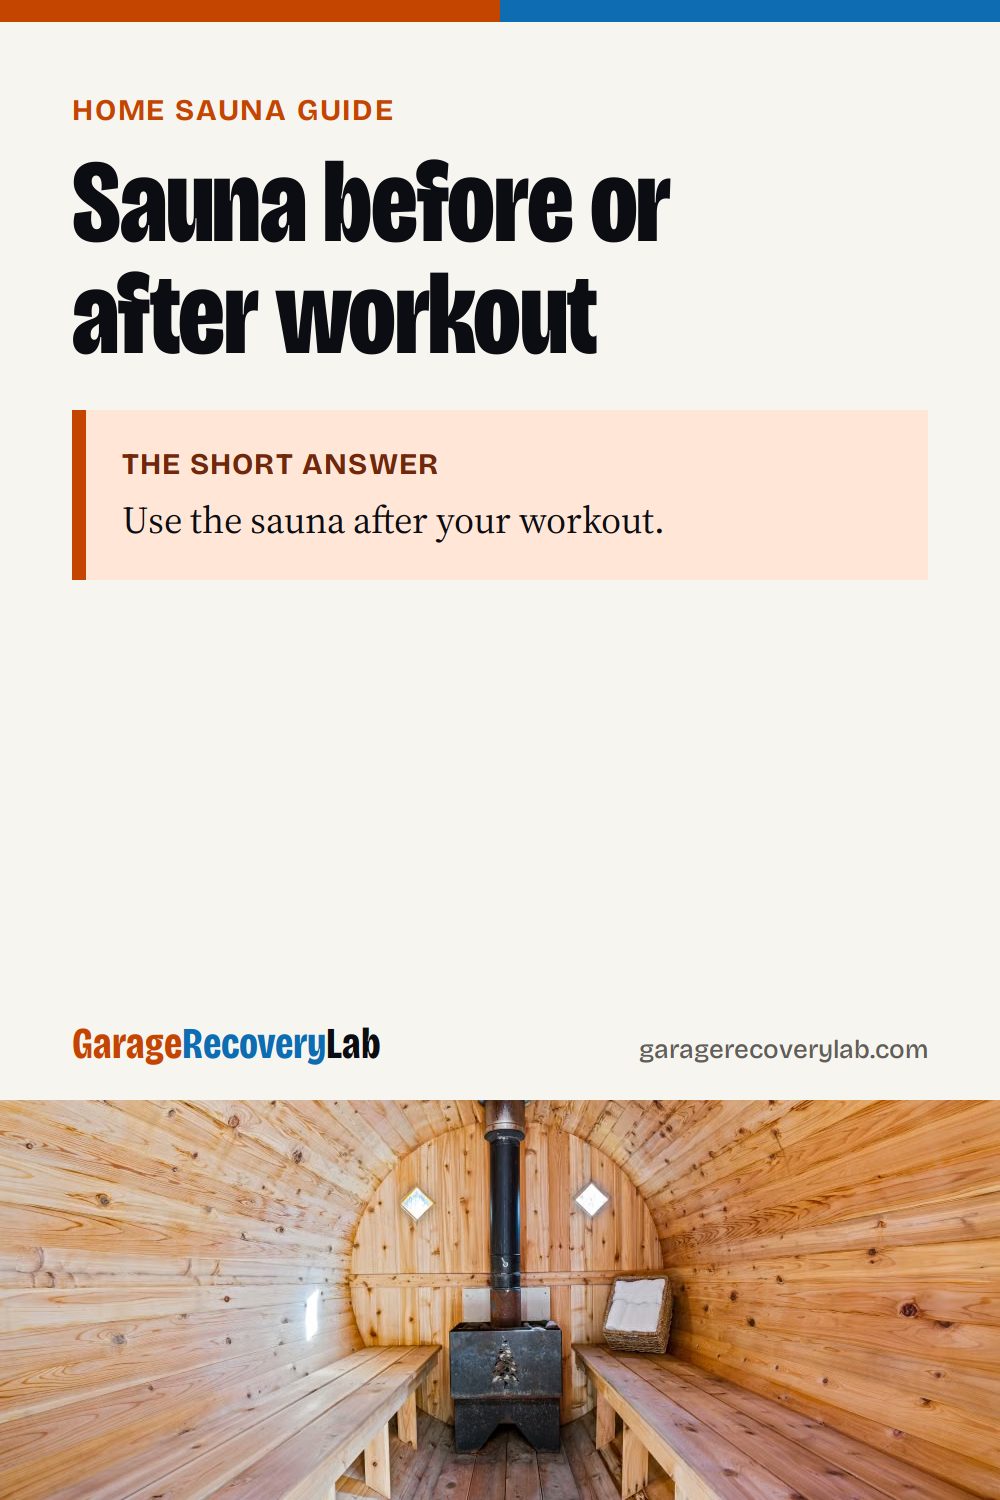 HOME SAUNA GUIDE
Sauna before or
after workout
THE SHORT ANSWER
Use the sauna after your workout.
GarageRecoveryLab
garagerecoverylab.com